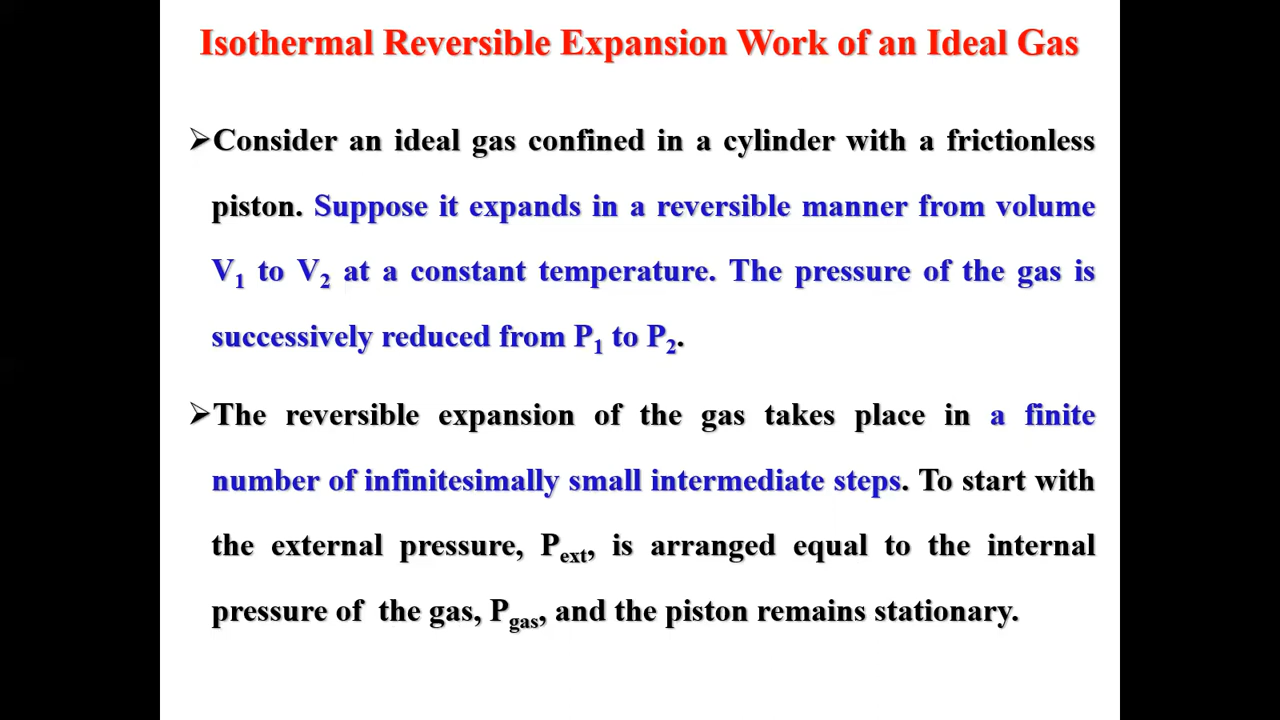 Isothermal Reversible Expansion Work of an Ideal Gas
➢Consider an ideal gas confined in a cylinder with a frictionless
piston. Suppose it expands in a reversible manner from volume
V₁ to V₂ at a constant temperature. The pressure of the gas is
successively reduced from P₁ to P₂.
➢The reversible expansion of the gas takes place in a finite
number of infinitesimally small intermediate steps. To start with
the external pressure, Pext, is arranged equal to the internal
pressure of the gas, Pgas, and the piston remains stationary.